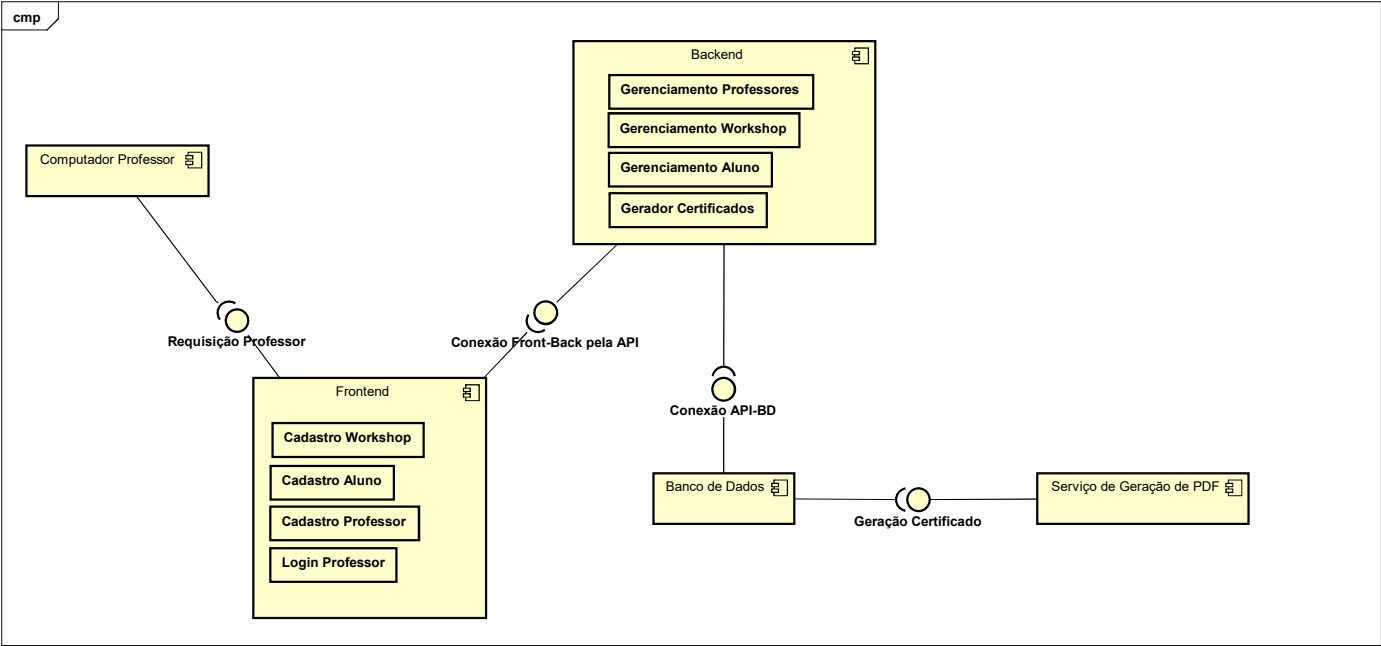 cmp
Backend
Gerenciamento Professores
Gerenciamento Workshop
Gerenciamento Aluno
Gerador Certificados
Computador Professor
Requisição Professor
Conexão Front-Back pela API
Frontend
Cadastro Workshop
Cadastro Aluno
Cadastro Professor
Login Professor
Conexão API-BD
Banco de Dados
Geração Certificado
Serviço de Geração de PDF